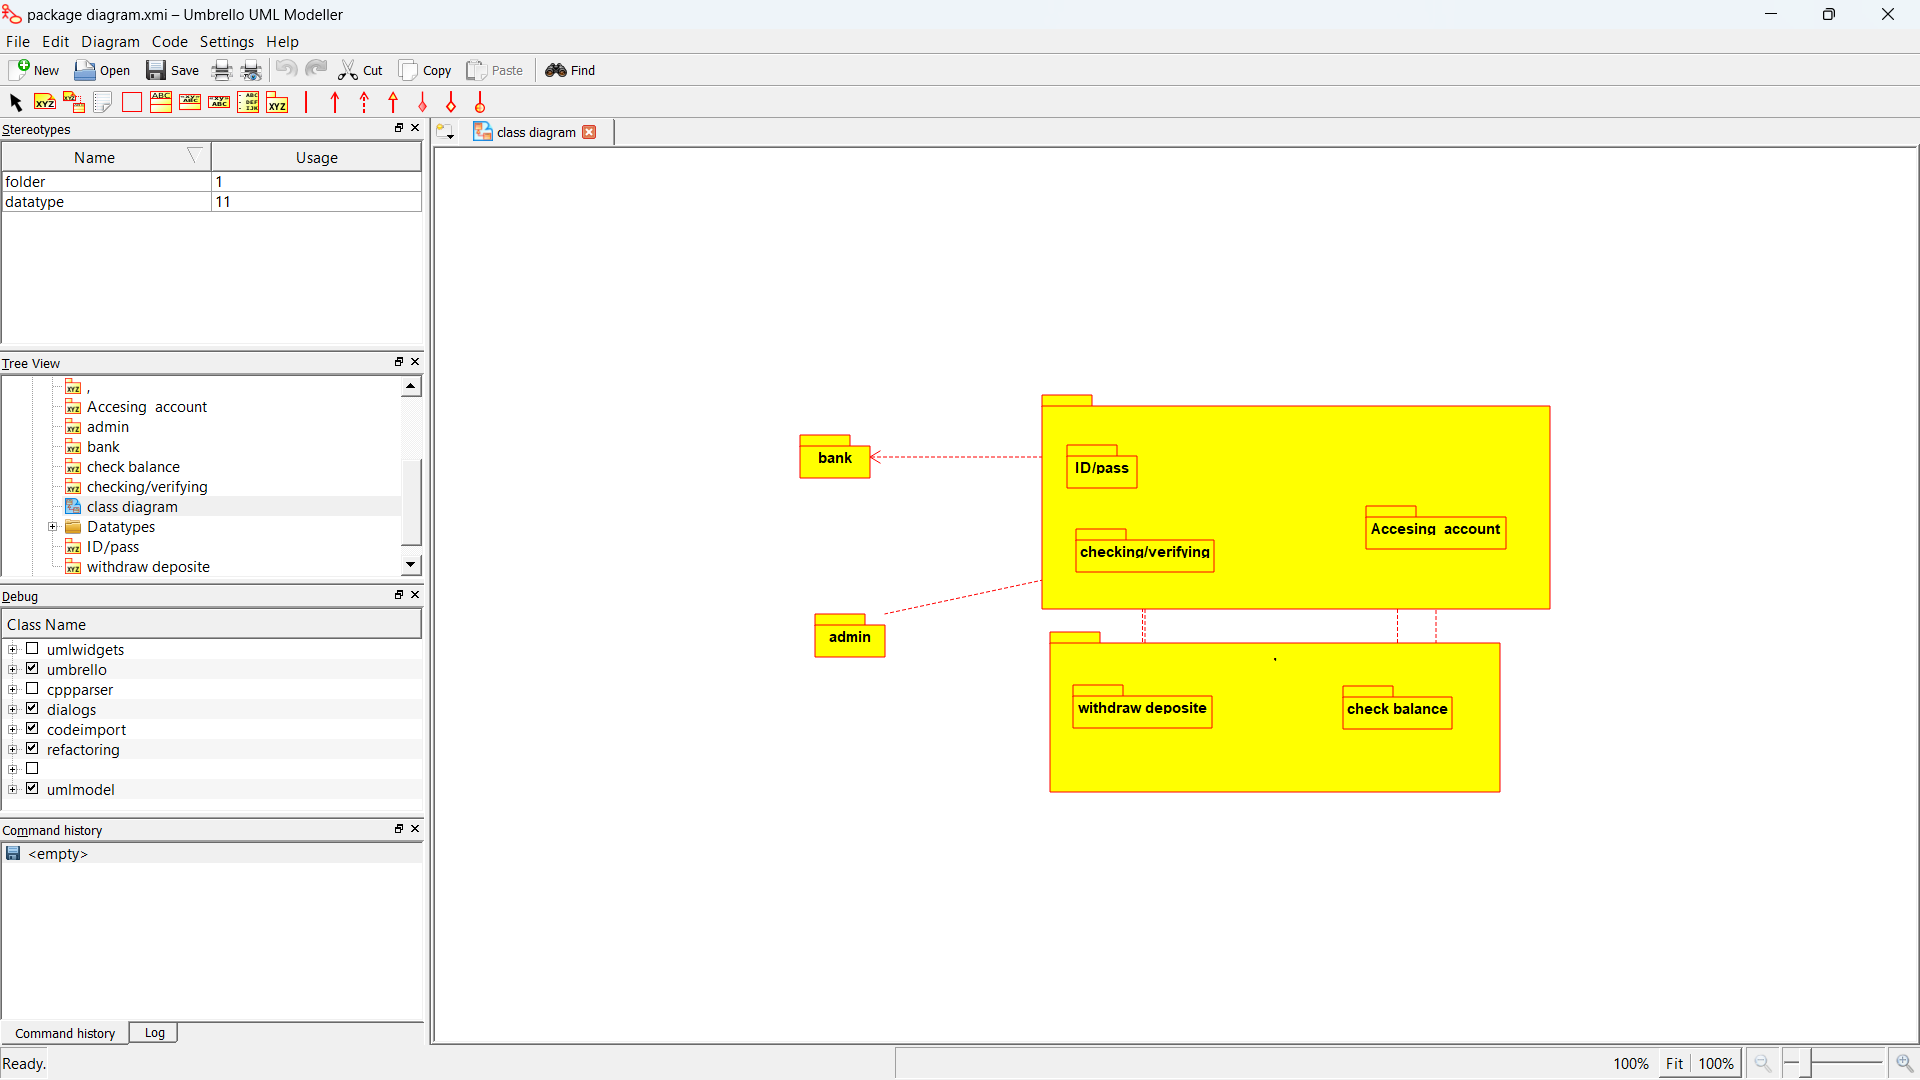 package diagram.xmi – Umbrello UML Modeller
File Edit Diagram Code Settings Help
New Open Save Cut Copy Paste Find
Stereotypes
Name Usage
folder 1
datatype 11
Tree View
,
Accesing account
admin
bank
check balance
checking/verifying
class diagram
Datatypes
ID/pass
withdraw deposite
Debug
Class Name
umlwidgets
umbrello
cppparser
dialogs
codeimport
refactoring
umlmodel
Command history
<empty>
Command history Log
Ready.
class diagram
bank
ID/pass
Accesing account
checking/verifying
admin
,
withdraw deposite
check balance
100% Fit 100%